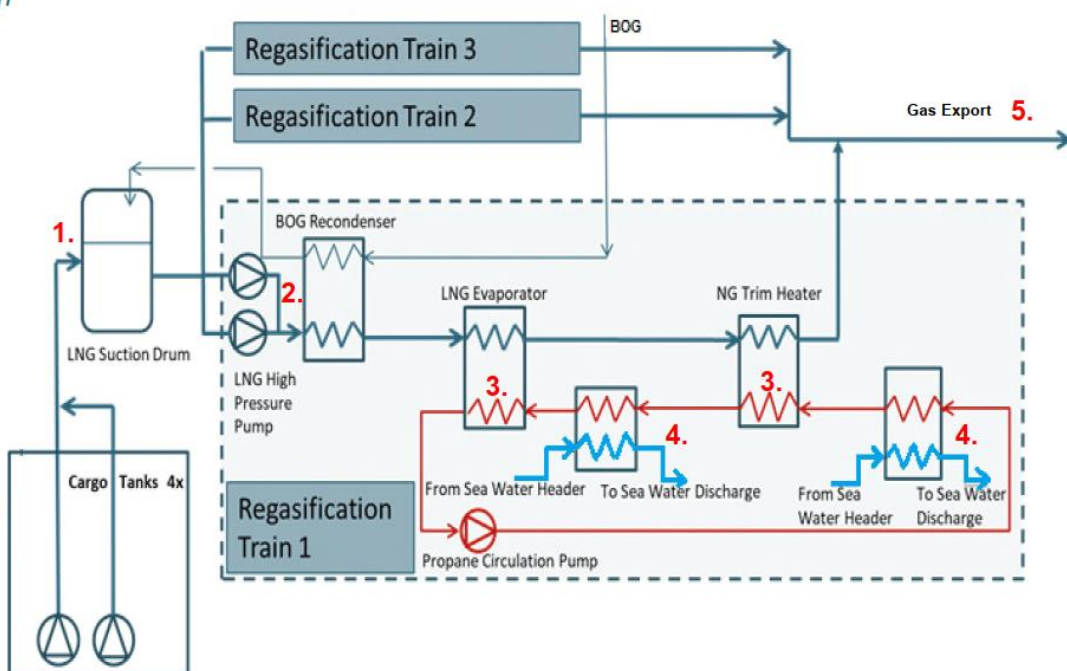 BOG
Regasification Train 3
Regasification Train 2
Gas Export 5.
1.
BOG Recondenser
2.
LNG Evaporator
NG Trim Heater
LNG Suction Drum
LNG High
Pressure
Pump
3.
3.
4.
4.
Cargo Tanks 4x
From Sea Water Header
To Sea Water Discharge
From Sea
Water Header
To Sea Water
Discharge
Regasification
Train 1
Propane Circulation Pump